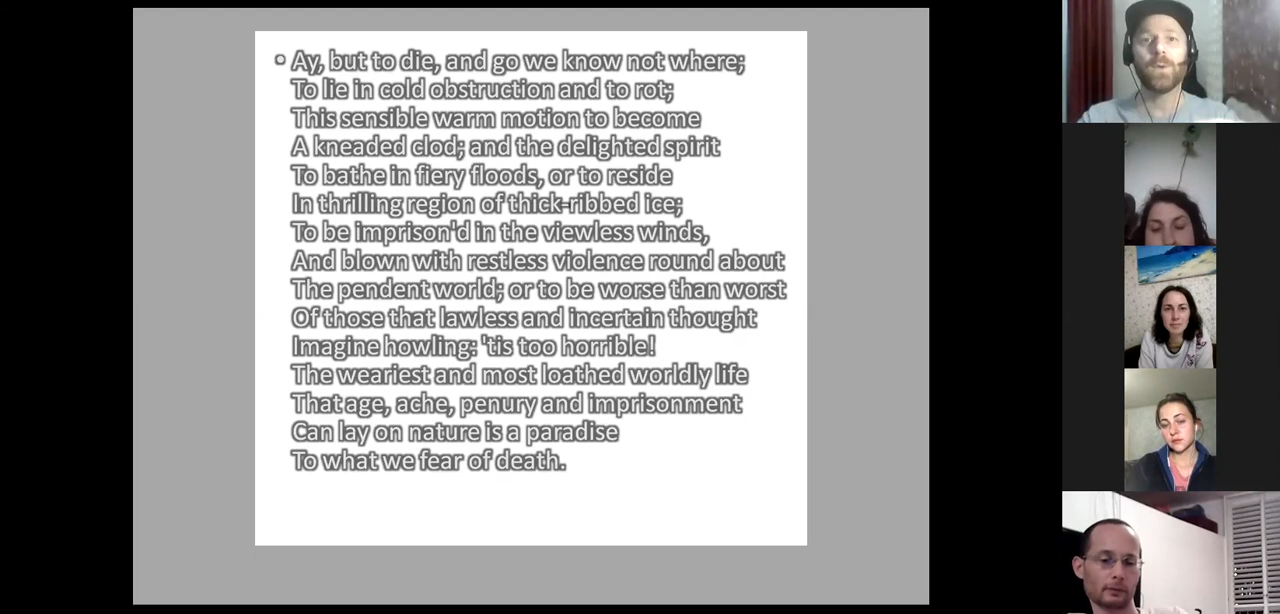 • Ay, but to die, and go we know not where;
To lie in cold obstruction and to rot;
This sensible warm motion to become
A kneaded clod; and the delighted spirit
To bathe in fiery floods, or to reside
In thrilling region of thick-ribbed ice;
To be imprison'd in the viewless winds,
And blown with restless violence round about
The pendent world; or to be worse than worst
Of those that lawless and incertain thought
Imagine howling: 'tis too horrible!
The weariest and most loathed worldly life
That age, ache, penury and imprisonment
Can lay on nature is a paradise
To what we fear of death.